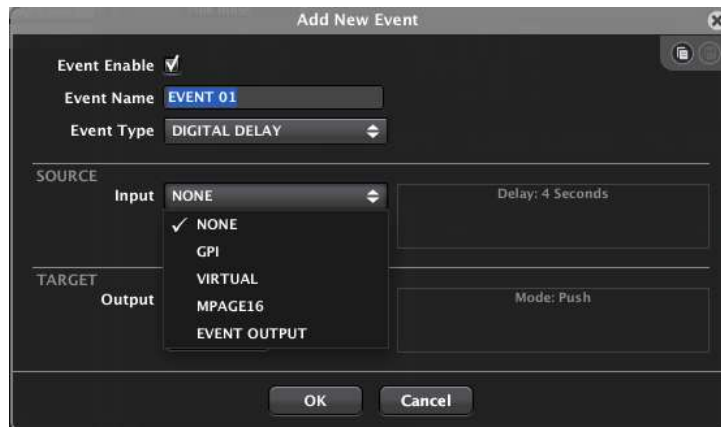 Add New Event
Event Enable
Event Name EVENT 01
Event Type DIGITAL DELAY
SOURCE
Input NONE
Delay: 4 Seconds
NONE
GPI
VIRTUAL
MPAGE16
EVENT OUTPUT
TARGET
Output
Mode: Push
OK Cancel